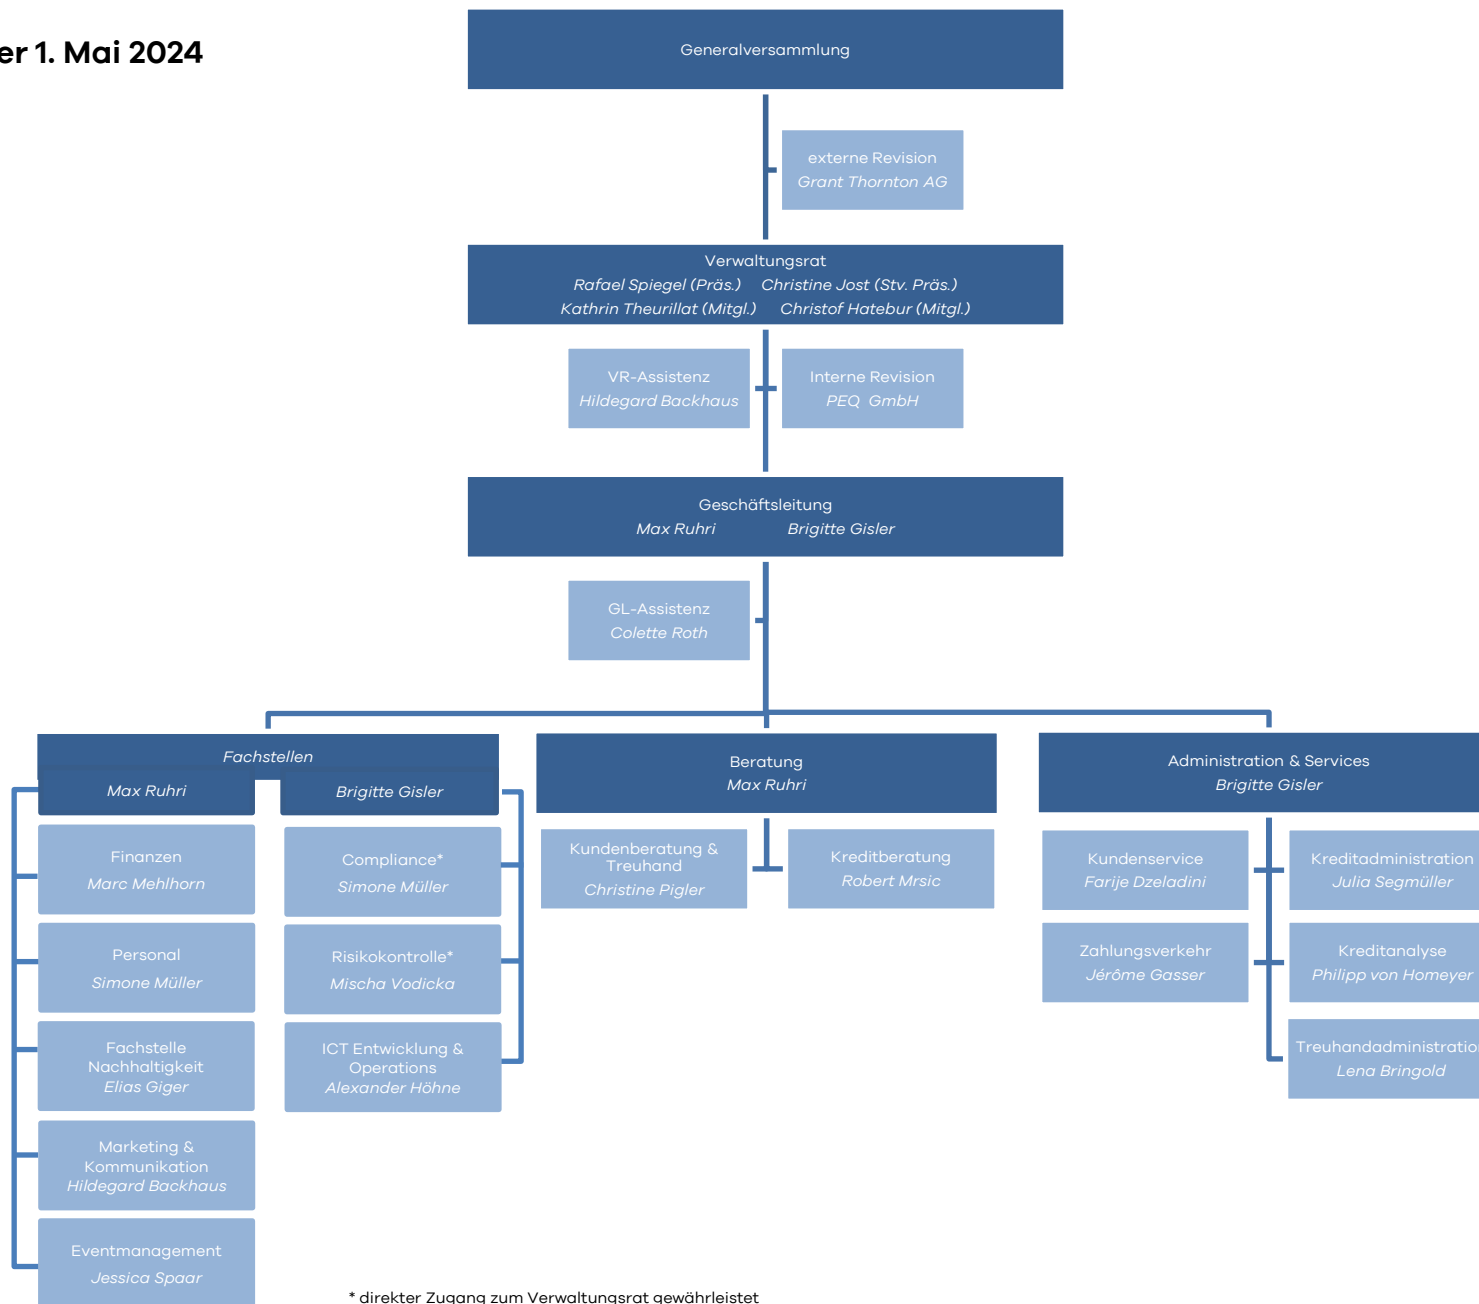 er 1. Mai 2024
Generalversammlung
externe Revision
Grant Thornton AG
Verwaltungsrat
Rafael Spiegel (Präs.) Christine Jost (Stv. Präs.)
Kathrin Theurillat (Mitgl.) Christof Hatebur (Mitgl.)
VR-Assistenz
Hildegard Backhaus
Interne Revision
PEQ GmbH
Geschäftsleitung
Max Ruhri Brigitte Gisler
GL-Assistenz
Colette Roth
Fachstellen
Max Ruhri
Brigitte Gisler
Finanzen
Marc Mehlhorn
Personal
Simone Müller
Fachstelle
Nachhaltigkeit
Elias Giger
Marketing &
Kommunikation
Hildegard Backhaus
Eventmanagement
Jessica Spaar
Compliance*
Simone Müller
Risikokontrolle*
Mischa Vodicka
ICT Entwicklung &
Operations
Alexander Höhne
Beratung
Max Ruhri
Kundenberatung &
Treuhand
Christine Pigler
Kreditberatung
Robert Mrsic
Administration & Services
Brigitte Gisler
Kundenservice
Farije Dzeladini
Kreditadministration
Julia Segmüller
Zahlungsverkehr
Jérôme Gasser
Kreditanalyse
Philipp von Homeyer
Treuhandadministration
Lena Bringold
* direkter Zugang zum Verwaltungsrat gewährleistet